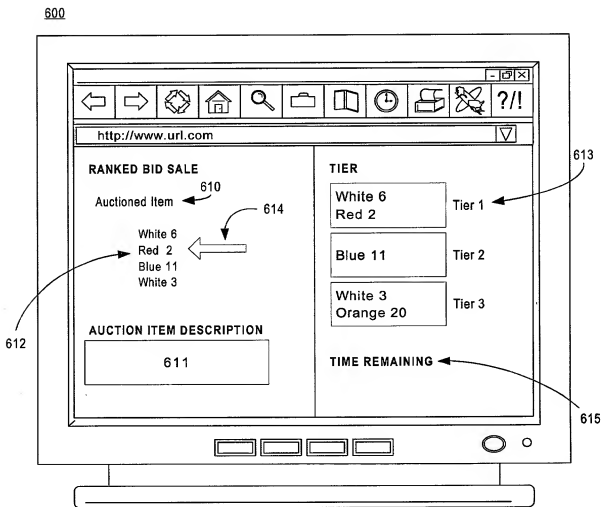 600
?/!
http://www.url.com
RANKED BID SALE
610
Auctioned Item
614
White 6
Red 2
Blue 11
White 3
612
AUCTION ITEM DESCRIPTION
611
TIER
613
White 6
Red 2
Tier 1
Blue 11
Tier 2
White 3
Orange 20
Tier 3
TIME REMAINING
615